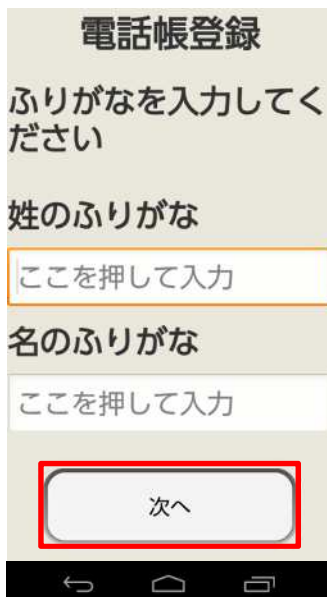 電話帳登録
ふりがなを入力してく
ださい
姓のふりがな
ここを押して入力
名のふりがな
ここを押して入力
次へ